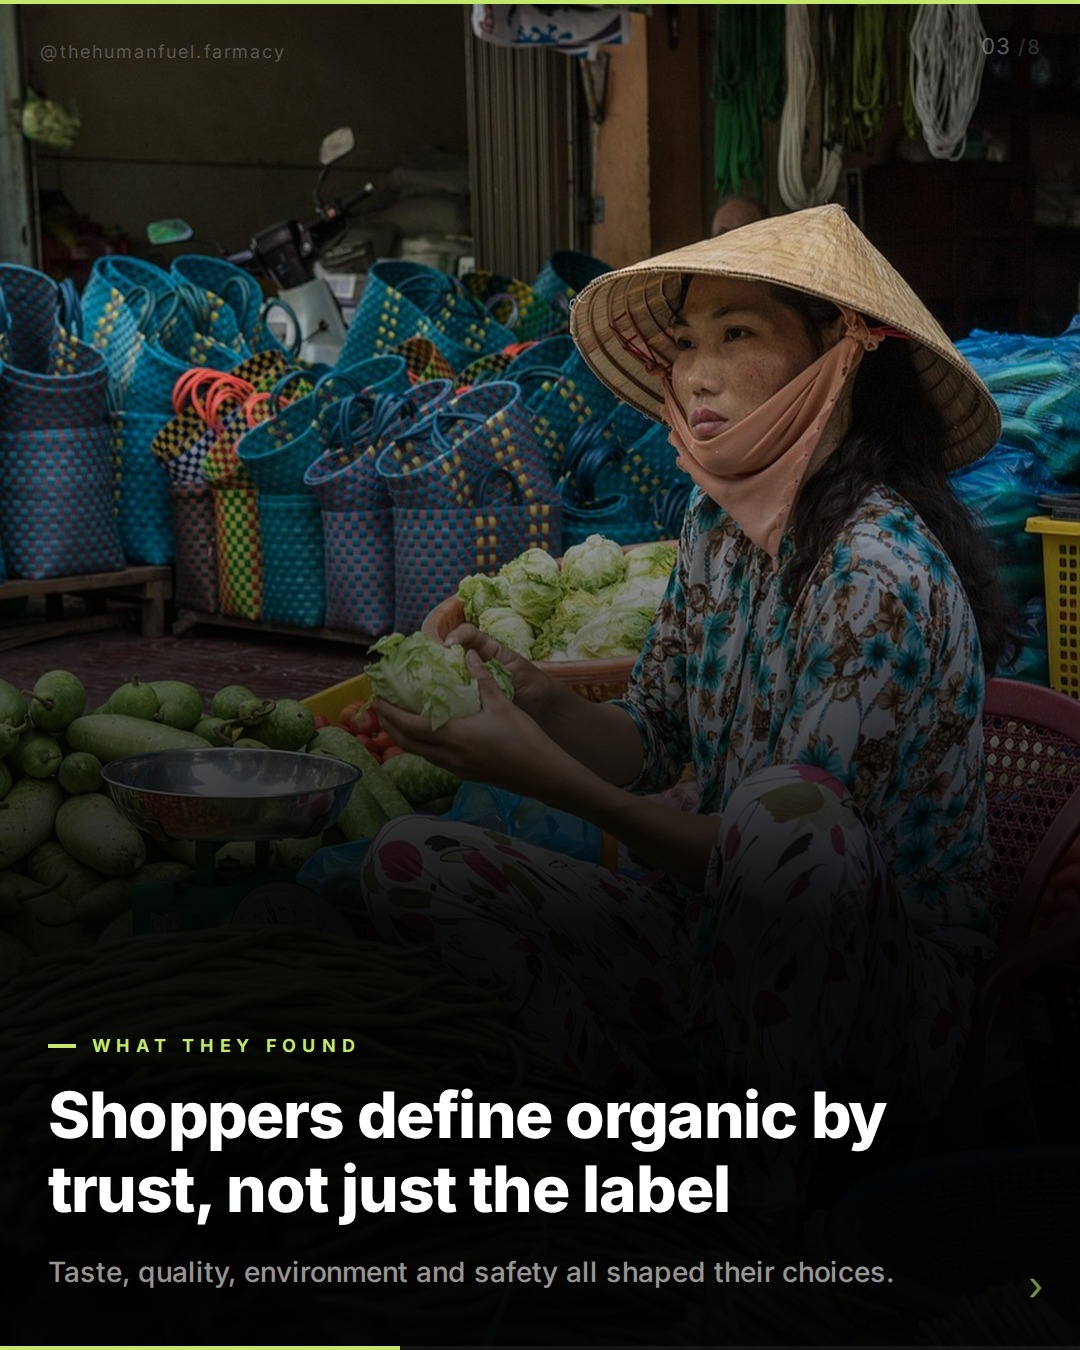 @thehumanfuel.farmacy
03 /8
WHAT THEY FOUND
Shoppers define organic by
trust, not just the label
Taste, quality, environment and safety all shaped their choices.